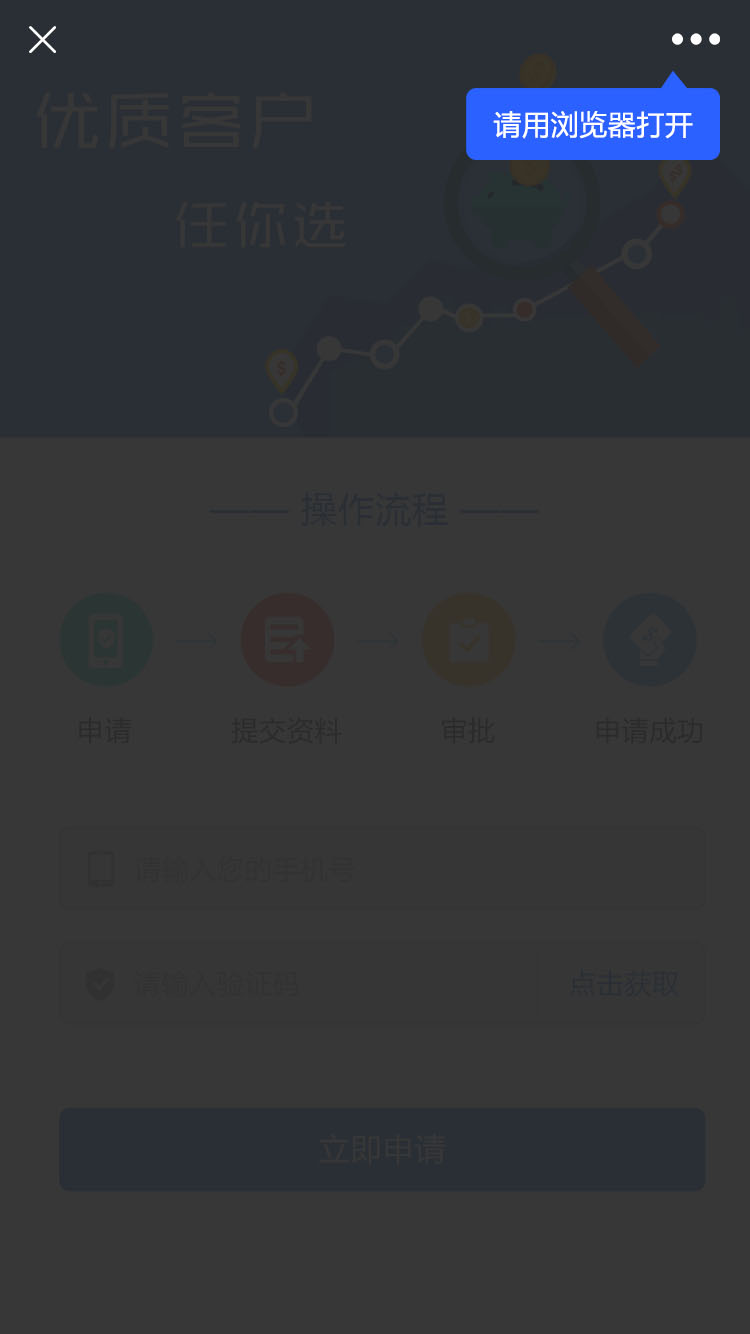 优质客户
请用浏览器打开
任你选
操作流程
申请
提交资料
审批
申请成功
请输入您的手机号
请输入验证码
点击获取
立即申请